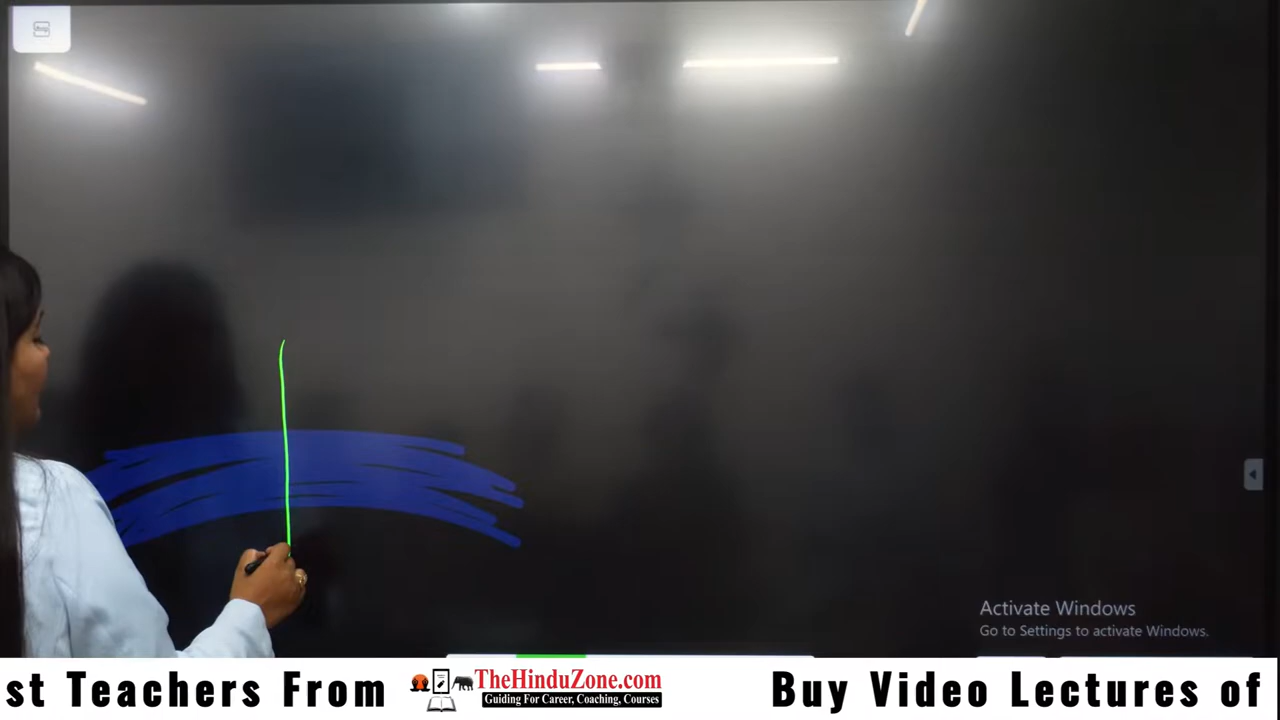 Activate Windows
Go to Settings to activate Windows.
st Teachers From
TheHinduZone.com
Guiding For Career, Coaching, Courses
Buy Video Lectures of